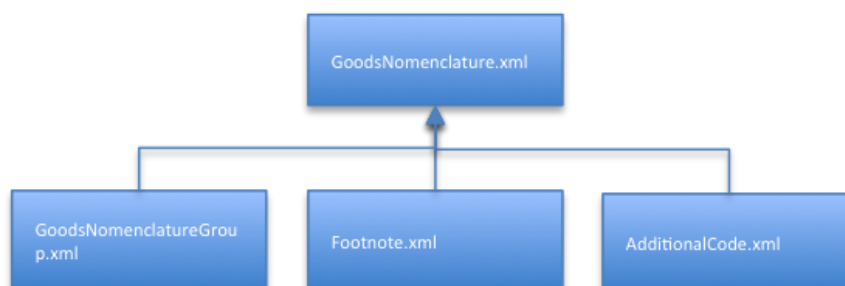 GoodsNomenclature.xml
GoodsNomenclatureGrou
p.xml
Footnote.xml
AdditionalCode.xml